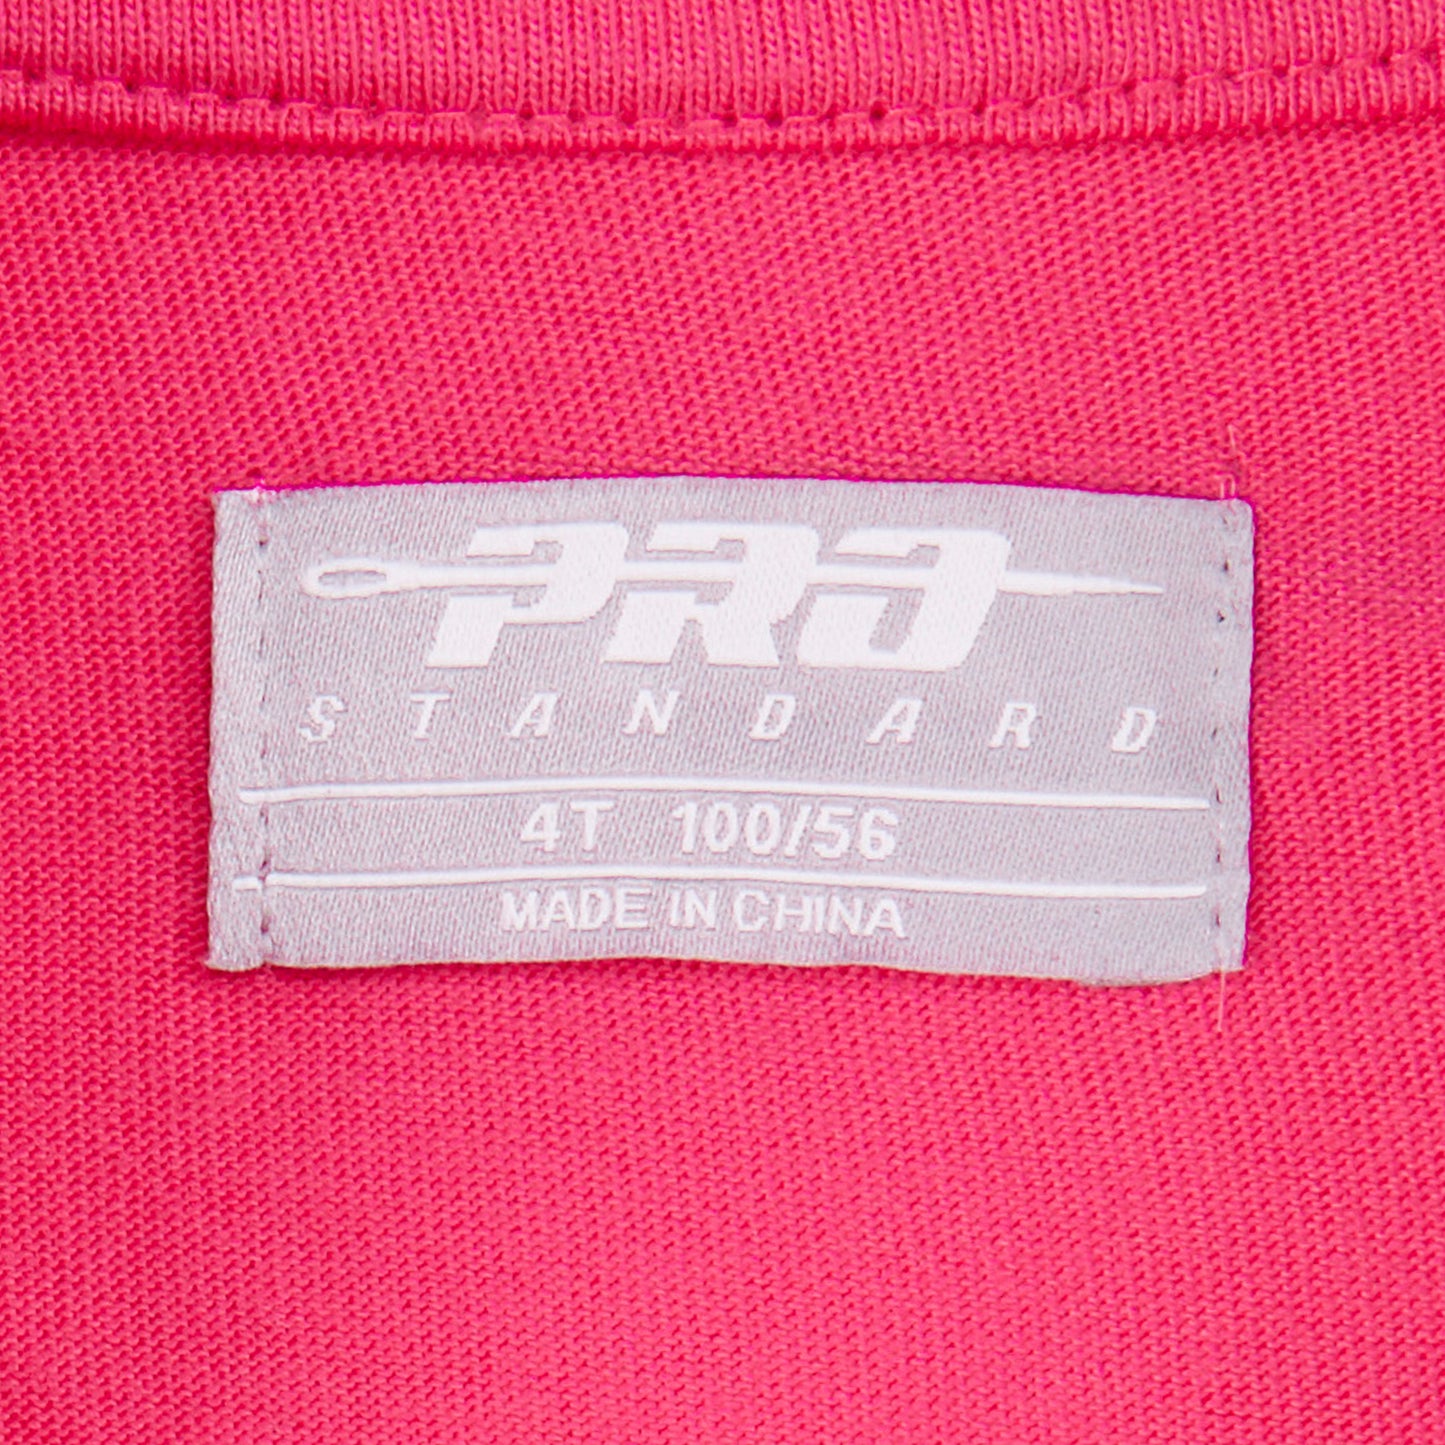 PRO
STANDARD
4T 100/56
MADE IN CHINA